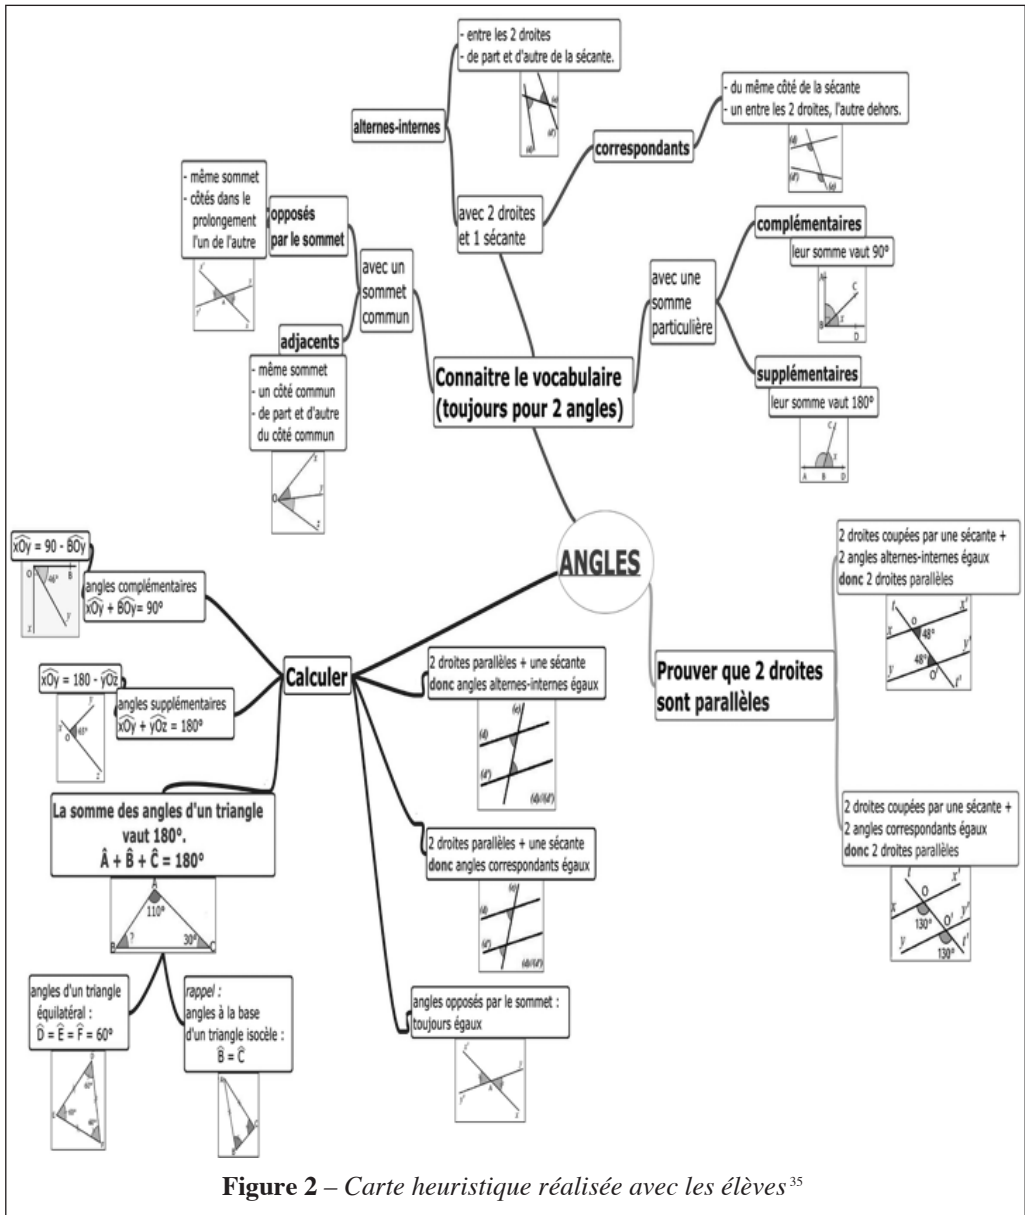 - entre les 2 droites
- de part et d'autre de la sécante.
(e)
(d')
(d)
alternes-internes
- du même côté de la sécante
- un entre les 2 droites, l'autre dehors.
(d)
(d')
(e)
correspondants
avec 2 droites
et 1 sécante
- même sommet
- côtés dans le
prolongement
l'un de l'autre
opposés
par le sommet
x'
y
A
y'
x
avec un
sommet
commun
adjacents
- même sommet
- un côté commun
- de part et d'autre
du côté commun
x
y
O
z
complémentaires
leur somme vaut 90°
A
C
B
x
D
avec une
somme
particulière
supplémentaires
leur somme vaut 180°
C
x
A B D
Connaitre le vocabulaire
(toujours pour 2 angles)
ANGLES
xOy = 90 - BOy
O
B
46°
y
x
angles complémentaires
xOy + BOy= 90°
xOy = 180 - yOz
y
x
O
65°
z
angles supplémentaires
xOy + yOz = 180°
Calculer
La somme des angles d'un triangle
vaut 180°.
Â + B̂ + Ĉ = 180°
A
110°
?
30°
B
C
angles d'un triangle
équilatéral :
D̂ = Ê = F̂ = 60°
D
60°
E
60°
60°
F
rappel :
angles à la base
d'un triangle isocèle :
B̂ = Ĉ
A
C
B
2 droites parallèles + une sécante
donc angles alternes-internes égaux
(e)
(d)
(d')
(d)//(d')
2 droites parallèles + une sécante
donc angles correspondants égaux
(e)
(d)
(d')
(d)//(d')
angles opposés par le sommet :
toujours égaux
x'
y
A
y'
x
Prouver que 2 droites
sont parallèles
2 droites coupées par une sécante +
2 angles alternes-internes égaux
donc 2 droites parallèles
t
x'
O
x
48°
y'
48°
y
O'
t'
2 droites coupées par une sécante +
2 angles correspondants égaux
donc 2 droites parallèles
t
x'
O
x
130°
O'
y'
y
130°
t'
Figure 2 – Carte heuristique réalisée avec les élèves 35